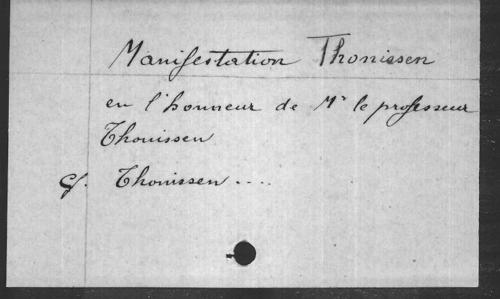 Manifestation Thonissen
en l'honneur de Mr le professeur
Thonissen
Cf. Thonissen ....